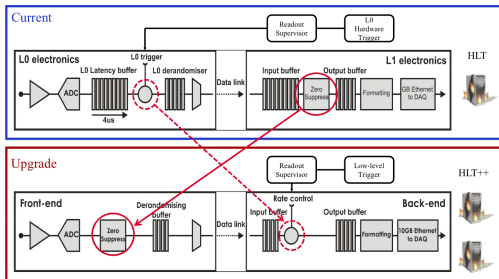 Current
Readout
Supervisor
L0
Hardware
Trigger
L0 electronics
L0 trigger
L1 electronics
HLT
L0 Latency buffer
L0 derandomiser
Data link
Input buffer
Output buffer
ADC
Zero
Suppress
Formatting
GB Ethernet
to DAQ
4us
Upgrade
Readout
Supervisor
Low-level
Trigger
HLT++
Front-end
Rate control
Back-end
Derandomising
buffer
Data link
Input buffer
Output buffer
ADC
Zero
Suppress
Formatting
10GB Ethernet
to DAQ